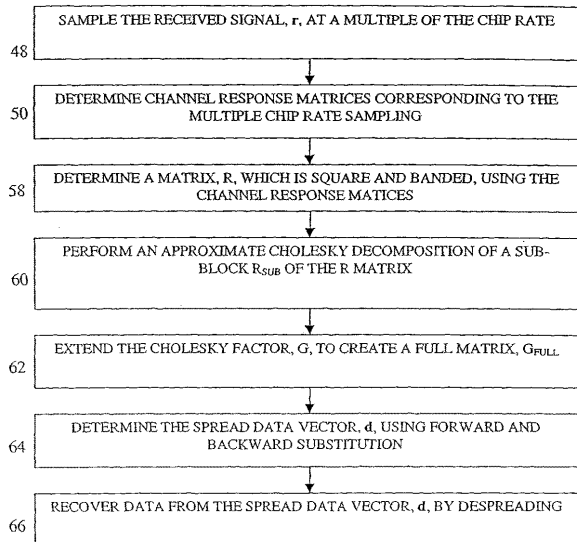 SAMPLE THE RECEIVED SIGNAL, r, AT A MULTIPLE OF THE CHIP RATE
48
DETERMINE CHANNEL RESPONSE MATRICES CORRESPONDING TO THE
MULTIPLE CHIP RATE SAMPLING
50
DETERMINE A MATRIX, R, WHICH IS SQUARE AND BANDED, USING THE
CHANNEL RESPONSE MATICES
58
PERFORM AN APPROXIMATE CHOLESKY DECOMPOSITION OF A SUB-
BLOCK RSUB OF THE R MATRIX
60
EXTEND THE CHOLESKY FACTOR, G, TO CREATE A FULL MATRIX, GFULL
62
DETERMINE THE SPREAD DATA VECTOR, d, USING FORWARD AND
BACKWARD SUBSTITUTION
64
RECOVER DATA FROM THE SPREAD DATA VECTOR, d, BY DESPREADING
66